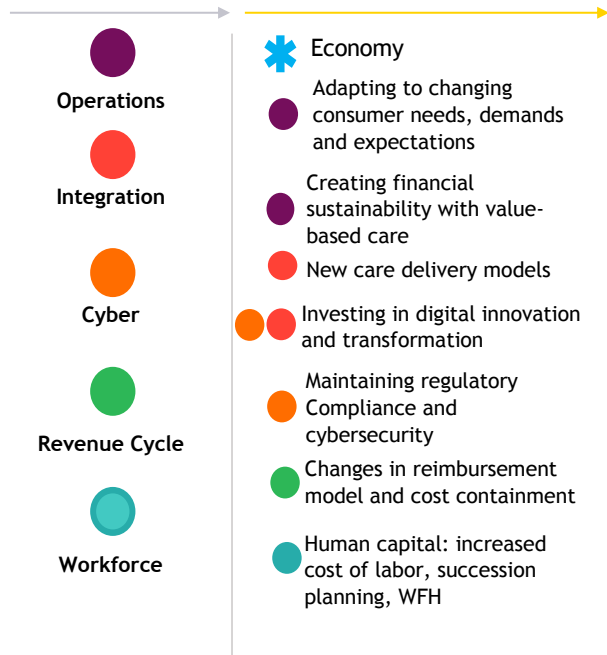 Operations
Integration
Cyber
Revenue Cycle
Workforce
Economy
Adapting to changing
consumer needs, demands
and expectations
Creating financial
sustainability with value-
based care
New care delivery models
Investing in digital innovation
and transformation
Maintaining regulatory
Compliance and
cybersecurity
Changes in reimbursement
model and cost containment
Human capital: increased
cost of labor, succession
planning, WFH